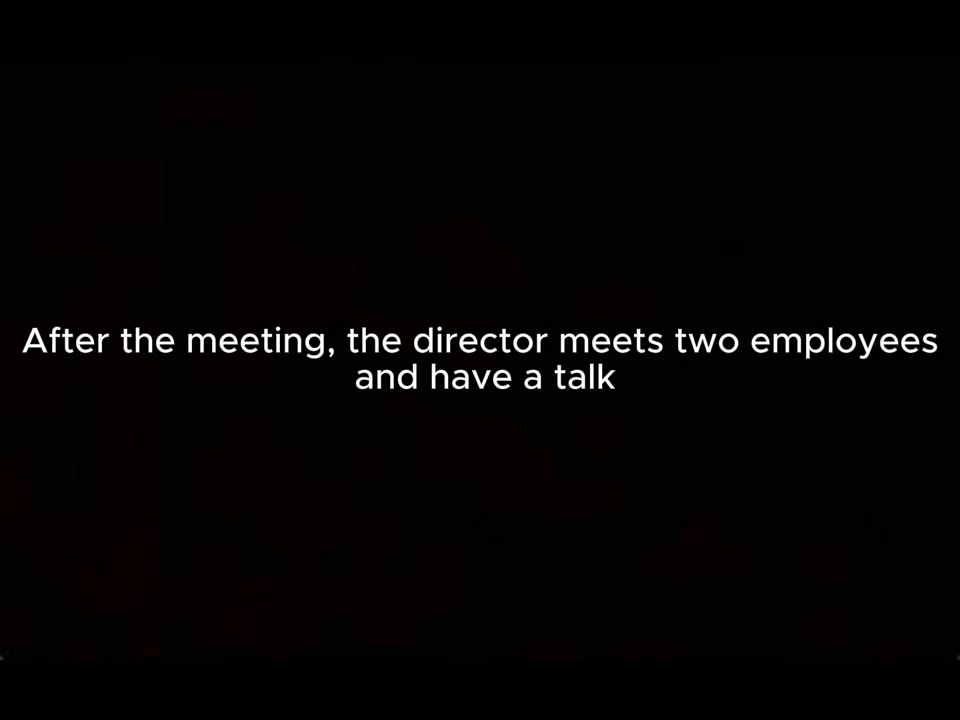 After the meeting, the director meets two employees
and have a talk